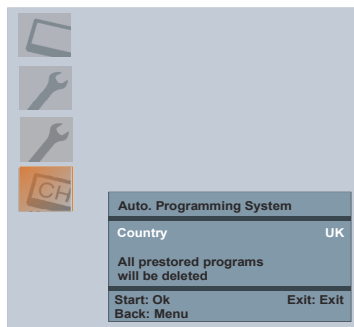 CH
Auto. Programming System
Country UK
All prestored programs
will be deleted
Start: Ok Exit: Exit
Back: Menu